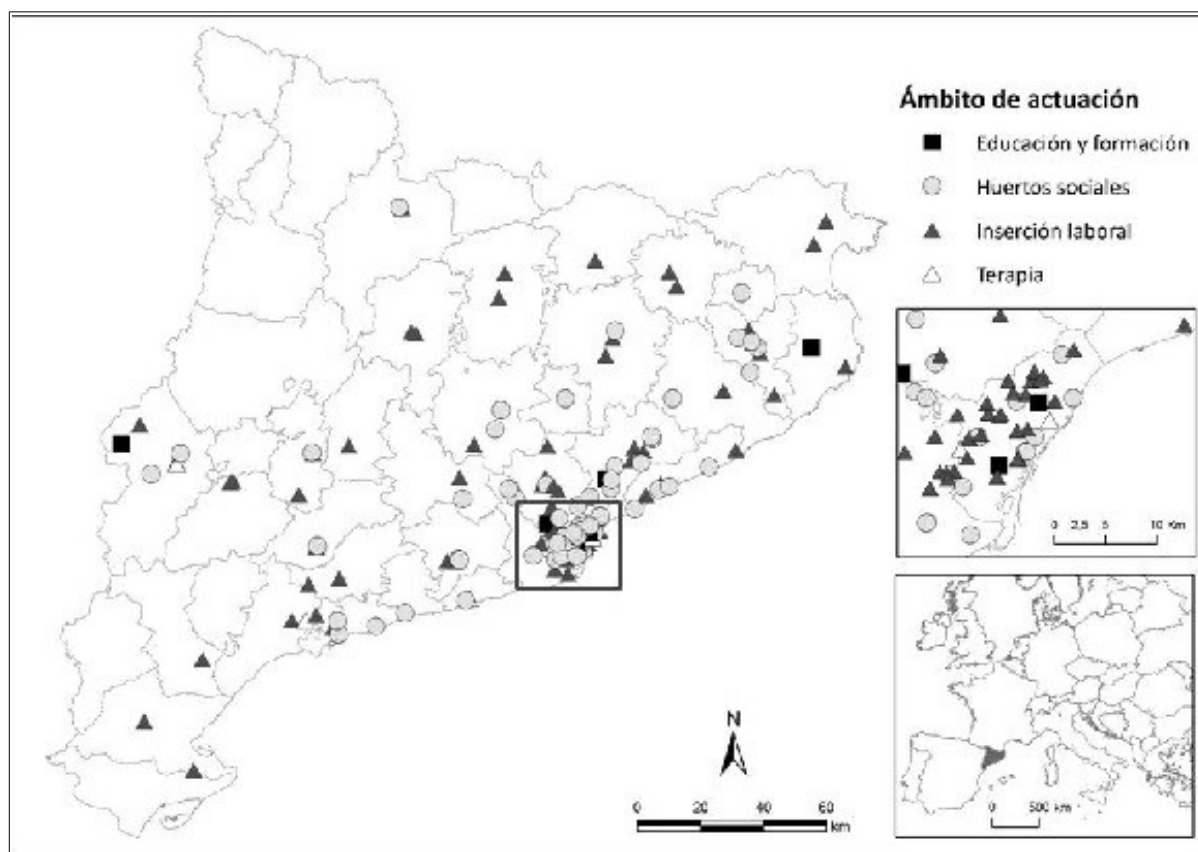 Ámbito de actuación
Educación y formación
Huertos sociales
Inserción laboral
Terapia
0 2,5 5 10 Km
N
0 20 40 60
km
0 500 km